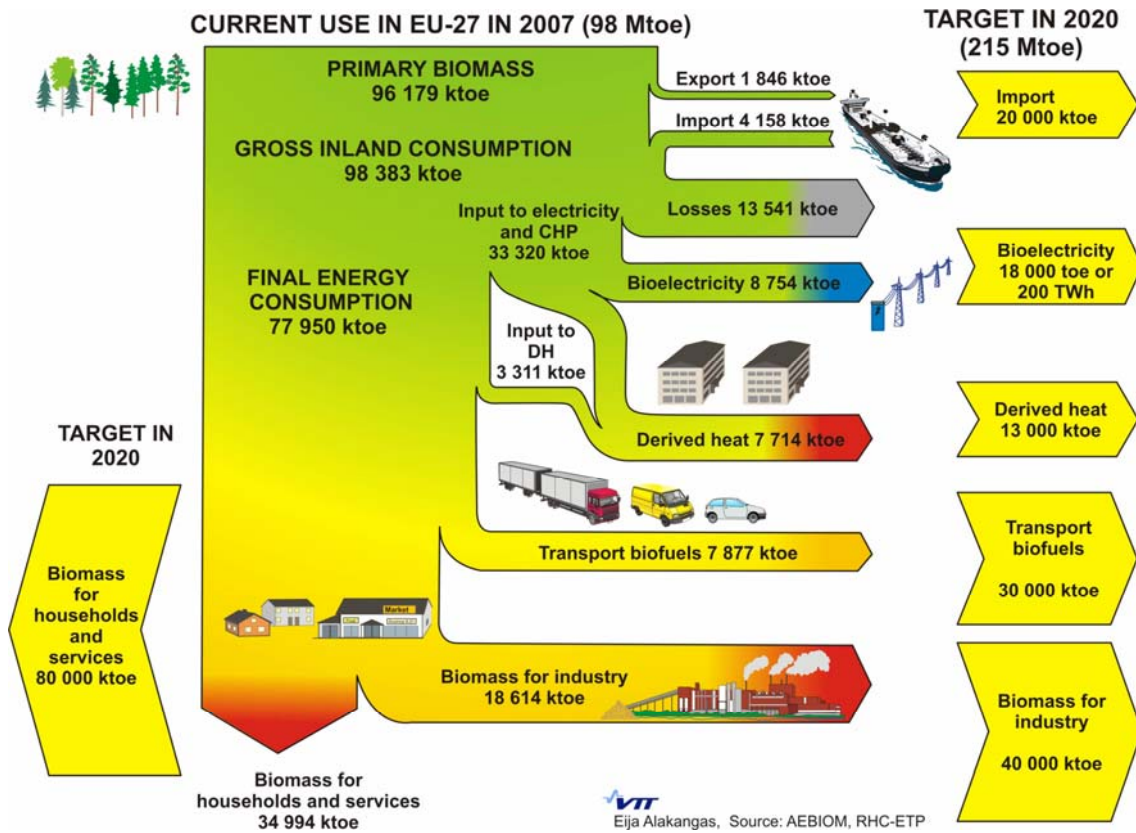 CURRENT USE IN EU-27 IN 2007 (98 Mtoe)
TARGET IN 2020
(215 Mtoe)
PRIMARY BIOMASS
96 179 ktoe
Export 1 846 ktoe
Import 4 158 ktoe
Import
20 000 ktoe
GROSS INLAND CONSUMPTION
98 383 ktoe
Losses 13 541 ktoe
Input to electricity
and CHP
33 320 ktoe
Bioelectricity 8 754 ktoe
Bioelectricity
18 000 toe or
200 TWh
FINAL ENERGY
CONSUMPTION
77 950 ktoe
Input to
DH
3 311 ktoe
Derived heat 7 714 ktoe
Derived heat
13 000 ktoe
TARGET IN
2020
Transport biofuels 7 877 ktoe
Transport
biofuels
30 000 ktoe
Biomass
for
households
and
services
80 000 ktoe
Market
Biomass for industry
18 614 ktoe
Biomass for
industry
40 000 ktoe
Biomass for
households and services
34 994 ktoe
VTT
Eija Alakangas, Source: AEBIOM, RHC-ETP